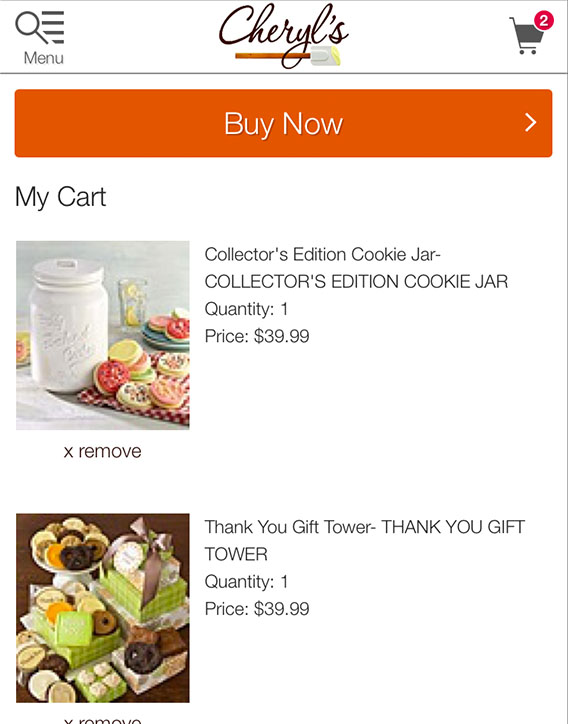 Cheryl's
2
Menu
Buy Now
My Cart
Collector's Edition Cookie Jar-
COLLECTOR'S EDITION COOKIE JAR
Quantity: 1
Price: $39.99
x remove
Thank You Gift Tower- THANK YOU GIFT
TOWER
Quantity: 1
Price: $39.99
x remove